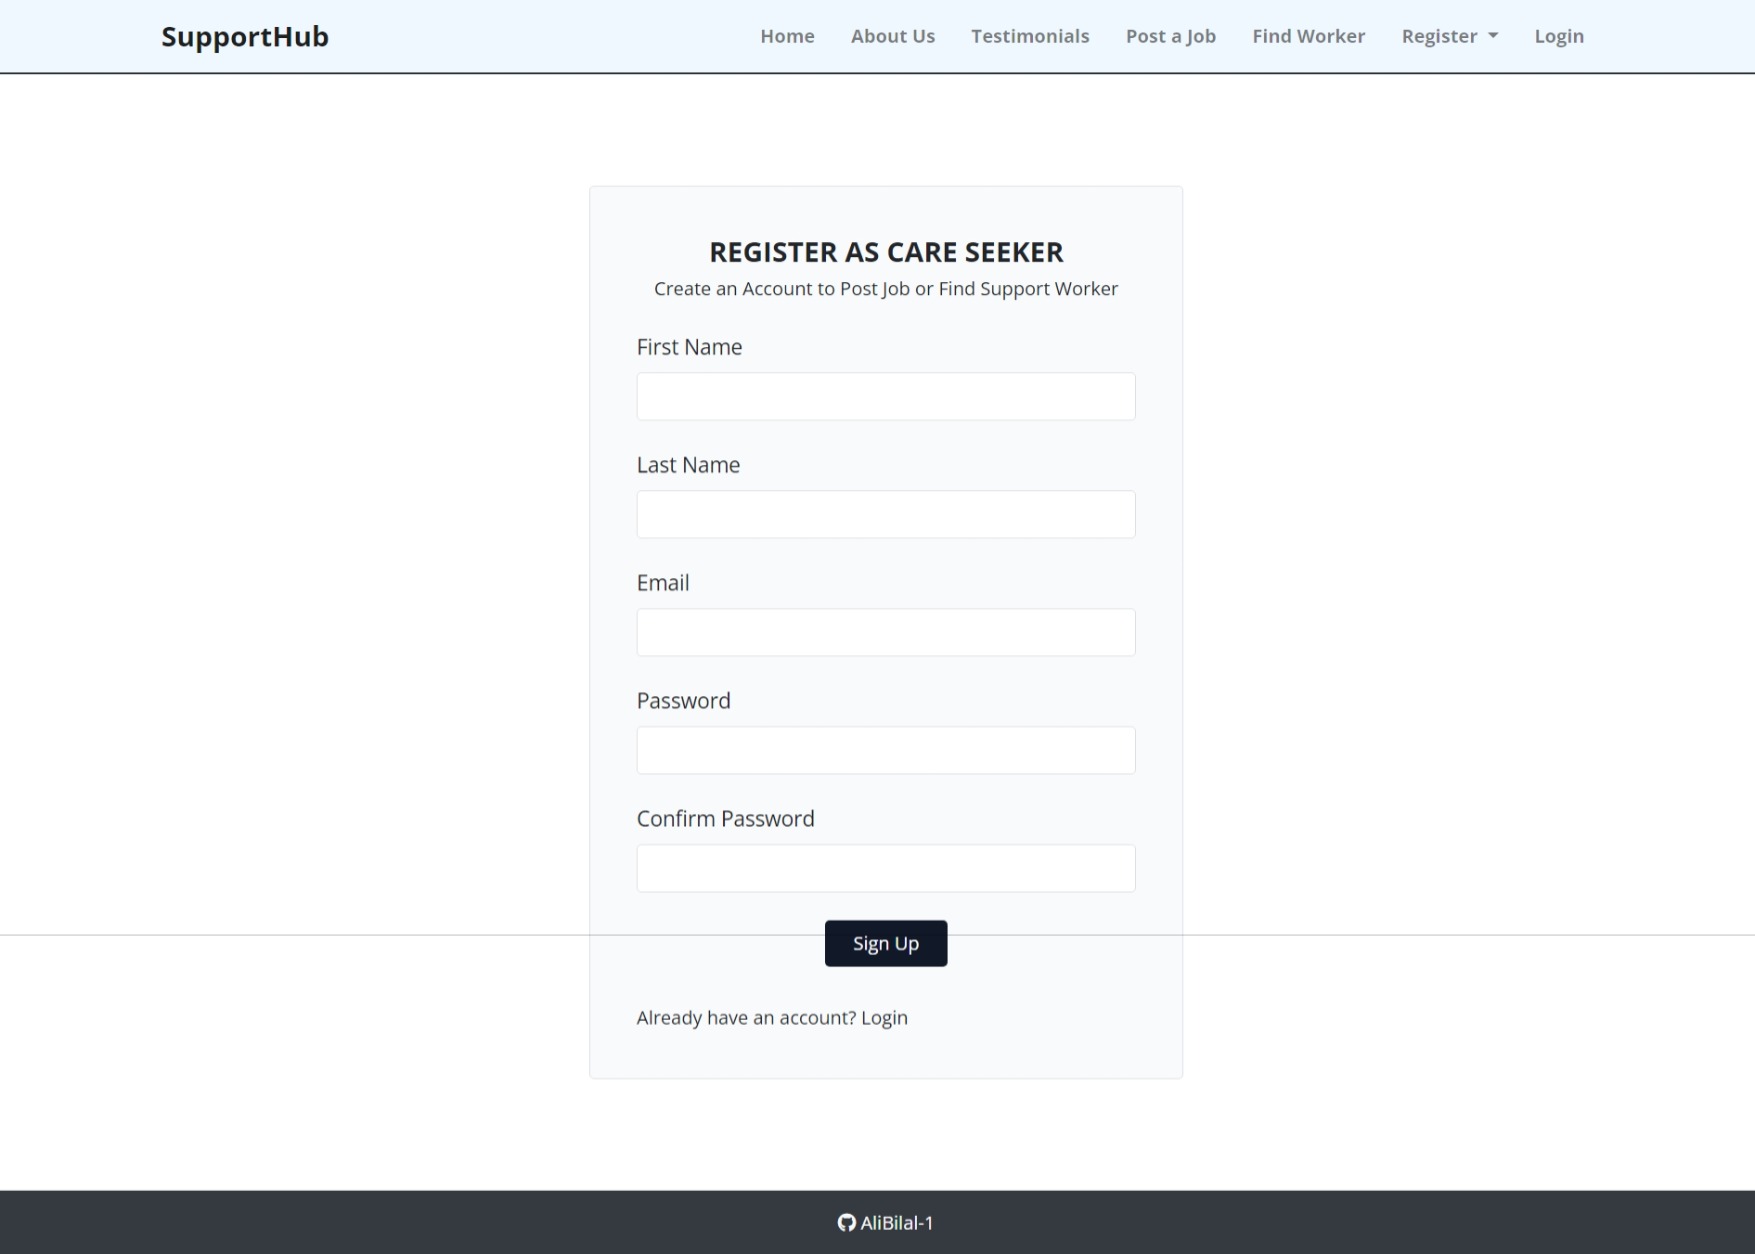 SupportHub
Home About Us Testimonials Post a Job Find Worker Register Login
REGISTER AS CARE SEEKER
Create an Account to Post Job or Find Support Worker
First Name
Last Name
Email
Password
Confirm Password
Sign Up
Already have an account? Login
AliBilal-1